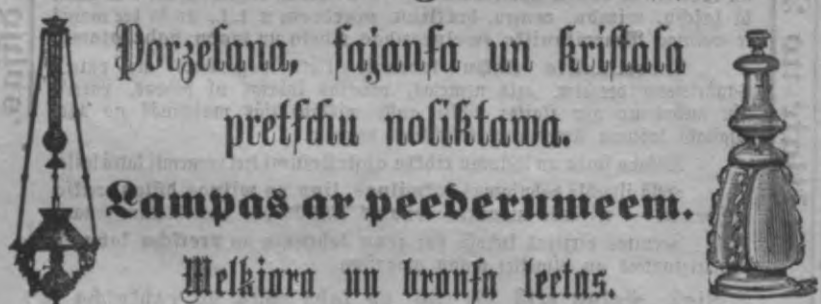 Porzelana, fajanſa un kriſtala
pretſchu noliktawa.
Lampas ar peederumeem.
Melkiora un bronſa leetas.